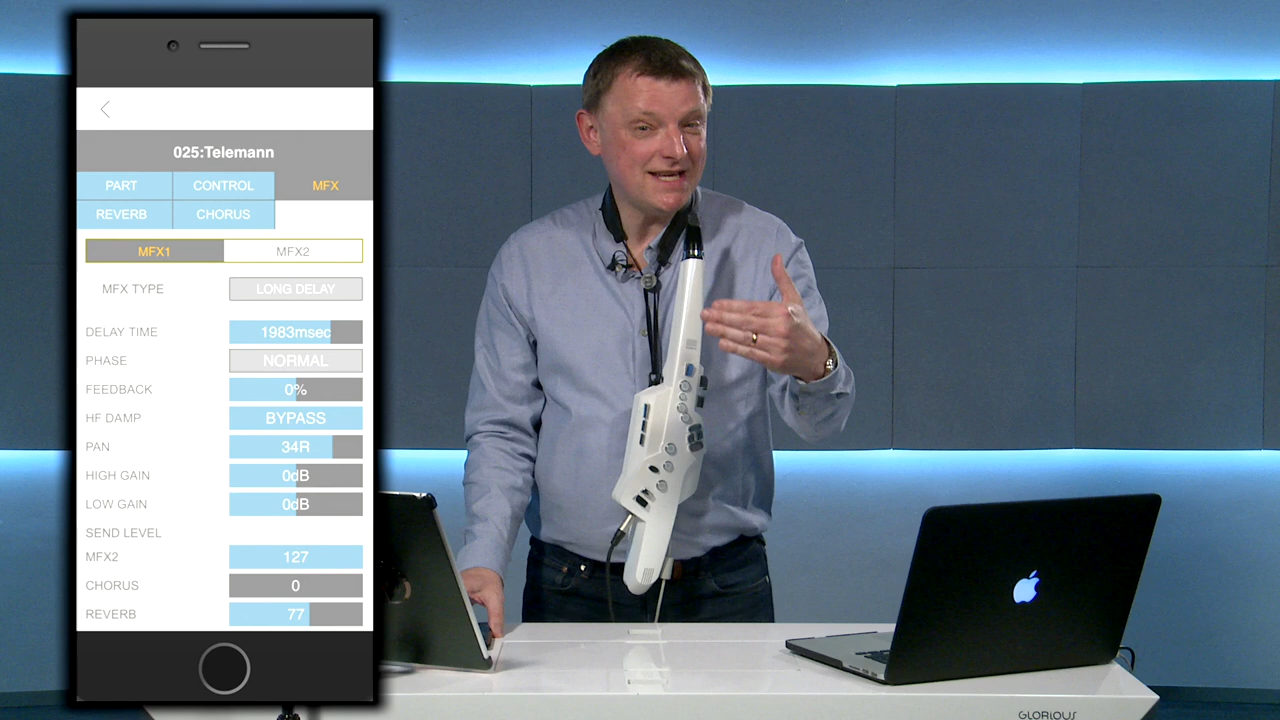 025:Telemann
PART CONTROL MFX
REVERB CHORUS
MFX1 MFX2
MFX TYPE LONG DELAY
DELAY TIME 1983msec
PHASE NORMAL
FEEDBACK 0%
HF DAMP BYPASS
PAN 34R
HIGH GAIN 0dB
LOW GAIN 0dB
SEND LEVEL
MFX2 127
CHORUS 0
REVERB 77
GLORIOUS